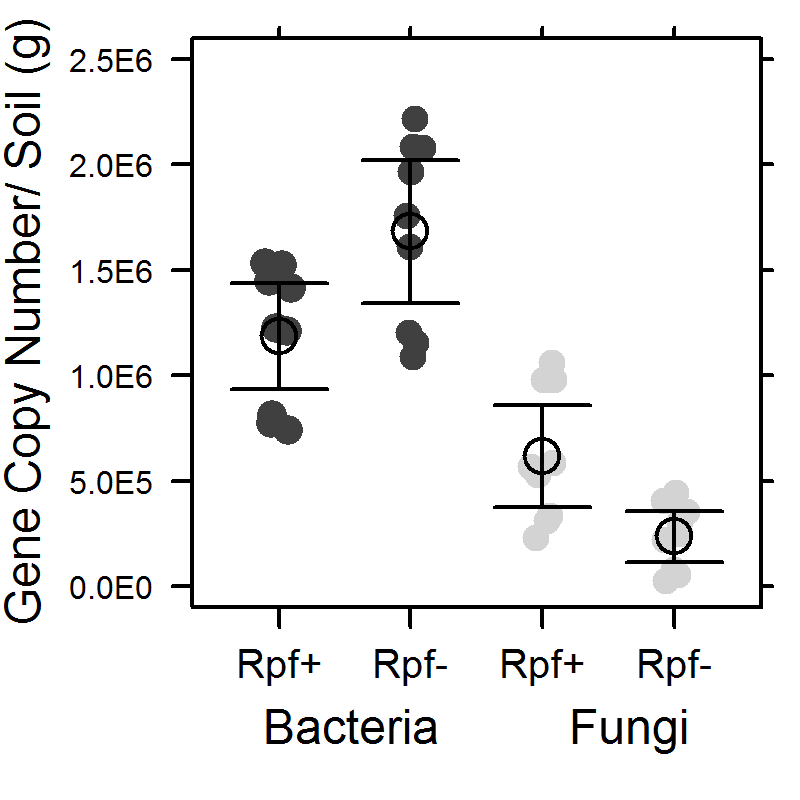 Gene Copy Number/ Soil (g)
2.5E6
2.0E6
1.5E6
1.0E6
5.0E5
0.0E0
Rpf+ Rpf- Rpf+ Rpf-
Bacteria Fungi